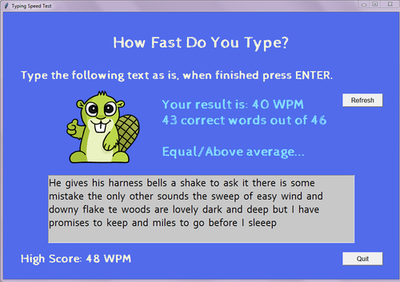 Typing Speed Test
How Fast Do You Type?
Type the following text as is, when finished press ENTER.
Your result is: 40 WPM
43 correct words out of 46
Refresh
Equal/Above average...
He gives his harness bells a shake to ask it there is some
mistake the only other sounds the sweep of easy wind and
downy flake te woods are lovely dark and deep but I have
promises to keep and miles to go before I sleeep
High Score: 48 WPM
Quit